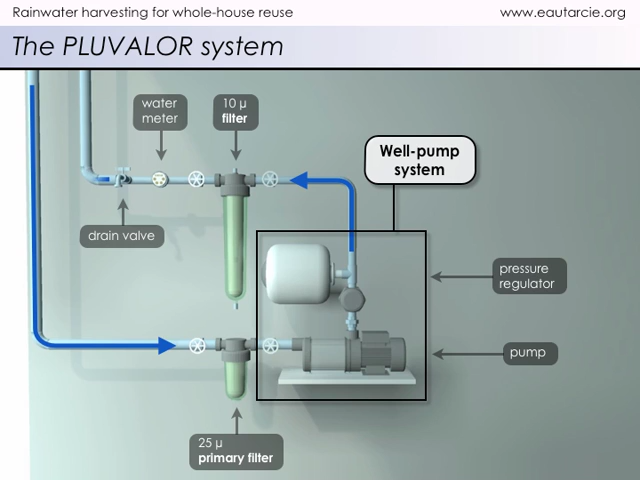 Rainwater harvesting for whole-house reuse
www.eautarcie.org
The PLUVALOR system
water
meter
10 µ
filter
Well-pump
system
drain valve
pressure
regulator
pump
25 µ
primary filter